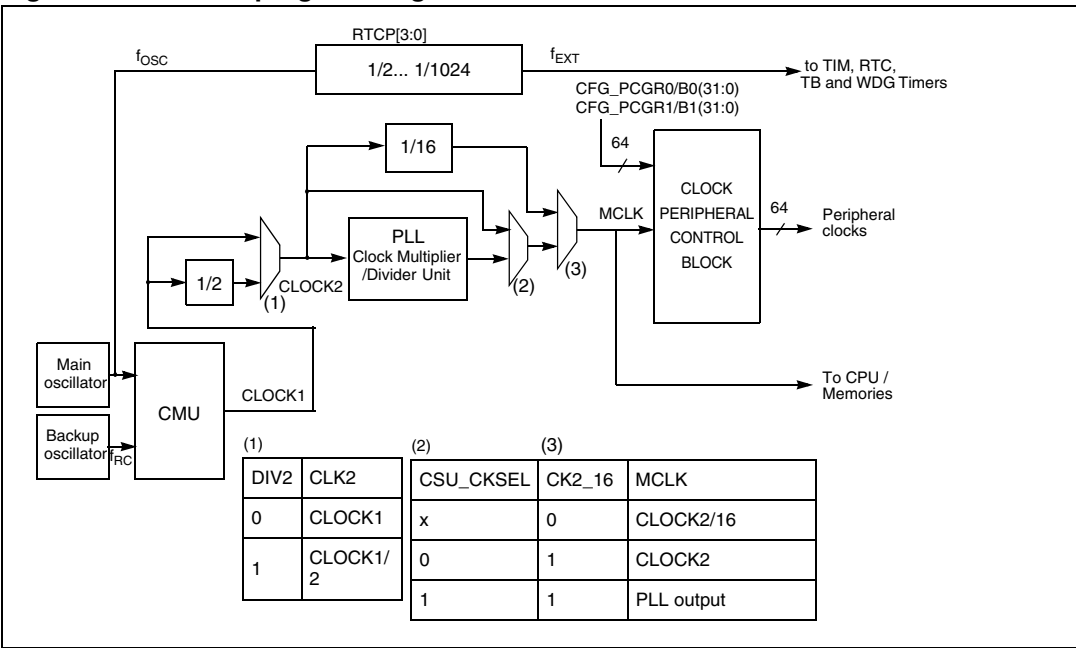 RTCP[3:0]
fOSC
1/2... 1/1024
fEXT
to TIM, RTC,
TB and WDG Timers
CFG_PCGR0/B0(31:0)
CFG_PCGR1/B1(31:0)
64
1/16
CLOCK
PERIPHERAL
CONTROL
BLOCK
MCLK
64
Peripheral
clocks
PLL
Clock Multiplier
/Divider Unit
1/2
CLOCK2
(1)
(2)
(3)
Main
oscillator
CMU
CLOCK1
To CPU /
Memories
Backup
oscillator
fRC
(1)
DIV2 CLK2
0 CLOCK1
1 CLOCK1/
2
(2) (3)
CSU_CKSEL CK2_16 MCLK
x 0 CLOCK2/16
0 1 CLOCK2
1 1 PLL output